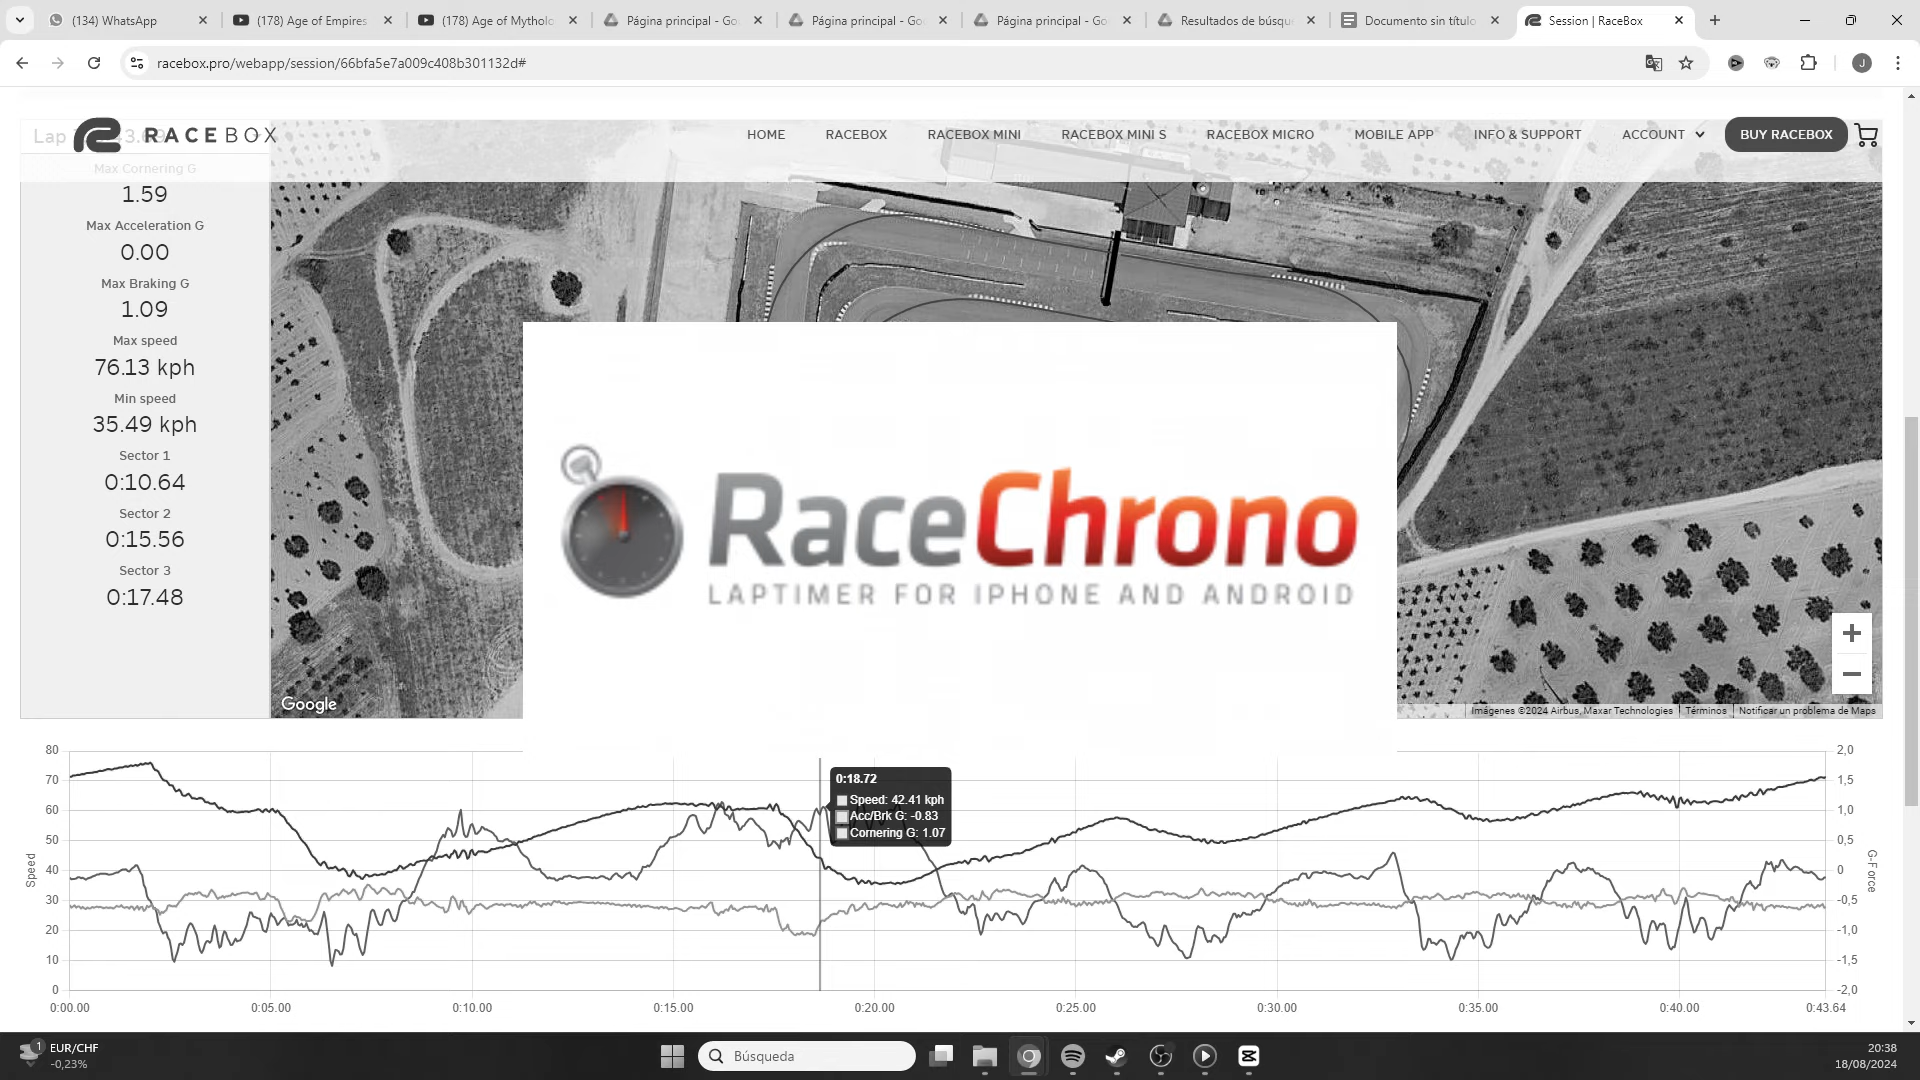 (134) WhatsApp
(178) Age of Empires
(178) Age of Mytholo
Página principal - Go
Página principal - Go
Página principal - Go
Resultados de búsqu
Documento sin título
Session | RaceBox
racebox.pro/webapp/session/66bfa5e7a009c408b301132d#
J
Lap
RACEBOX
HOME
RACEBOX
RACEBOX MINI
RACEBOX MINI S
RACEBOX MICRO
MOBILE APP
INFO & SUPPORT
ACCOUNT
BUY RACEBOX
Max Cornering G
1.59
Max Acceleration G
0.00
Max Braking G
1.09
Max speed
76.13 kph
Min speed
35.49 kph
Sector 1
0:10.64
Sector 2
0:15.56
Sector 3
0:17.48
RaceChrono
LAPTIMER FOR IPHONE AND ANDROID
+
−
Google
Imágenes ©2024 Airbus, Maxar Technologies
Términos
Notificar un problema de Maps
80
70
60
50
40
30
20
10
0
Speed
2,0
1,5
1,0
0,5
0
-0,5
-1,0
-1,5
-2,0
G-Force
0:18.72
Speed: 42.41 kph
Acc/Brk G: -0.83
Cornering G: 1.07
0:00.00
0:05.00
0:10.00
0:15.00
0:20.00
0:25.00
0:30.00
0:35.00
0:40.00
0:43.64
1
EUR/CHF
-0,23%
Búsqueda
20:38
18/08/2024